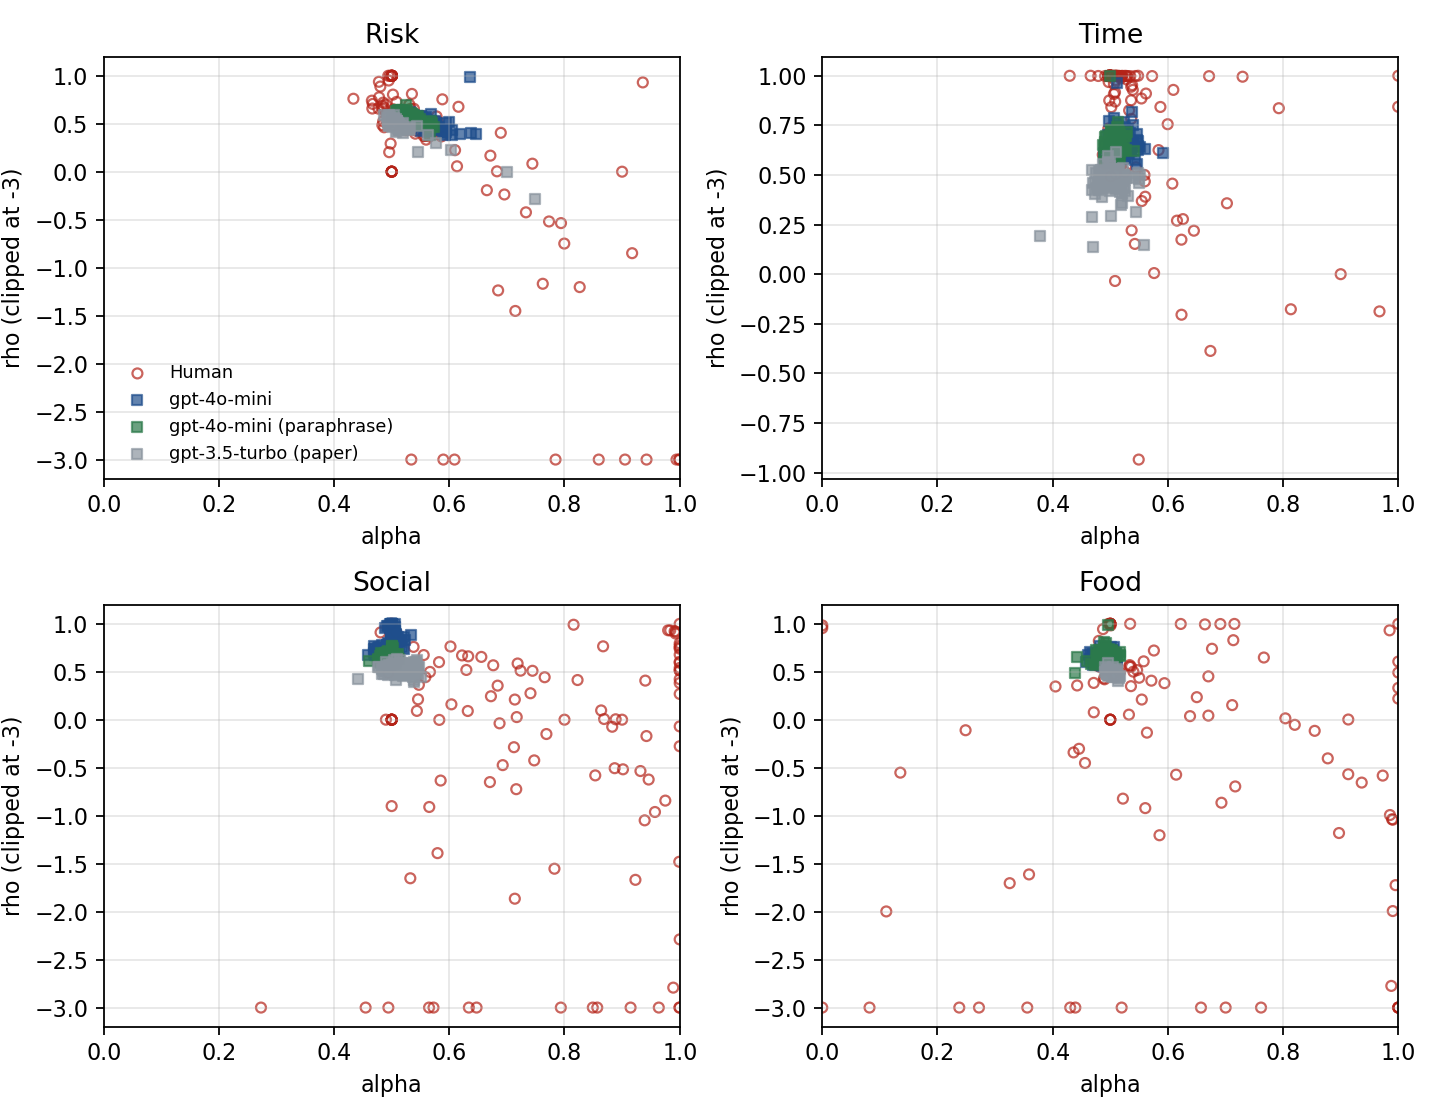 Risk
1.0
0.5
0.0
−0.5
−1.0
−1.5
−2.0
−2.5
−3.0
rho (clipped at -3)
Human
gpt-4o-mini
gpt-4o-mini (paraphrase)
gpt-3.5-turbo (paper)
0.0 0.2 0.4 0.6 0.8 1.0
alpha
Time
1.00
0.75
0.50
0.25
0.00
−0.25
−0.50
−0.75
−1.00
rho (clipped at -3)
0.0 0.2 0.4 0.6 0.8 1.0
alpha
Social
1.0
0.5
0.0
−0.5
−1.0
−1.5
−2.0
−2.5
−3.0
rho (clipped at -3)
0.0 0.2 0.4 0.6 0.8 1.0
alpha
Food
1.0
0.5
0.0
−0.5
−1.0
−1.5
−2.0
−2.5
−3.0
rho (clipped at -3)
0.0 0.2 0.4 0.6 0.8 1.0
alpha